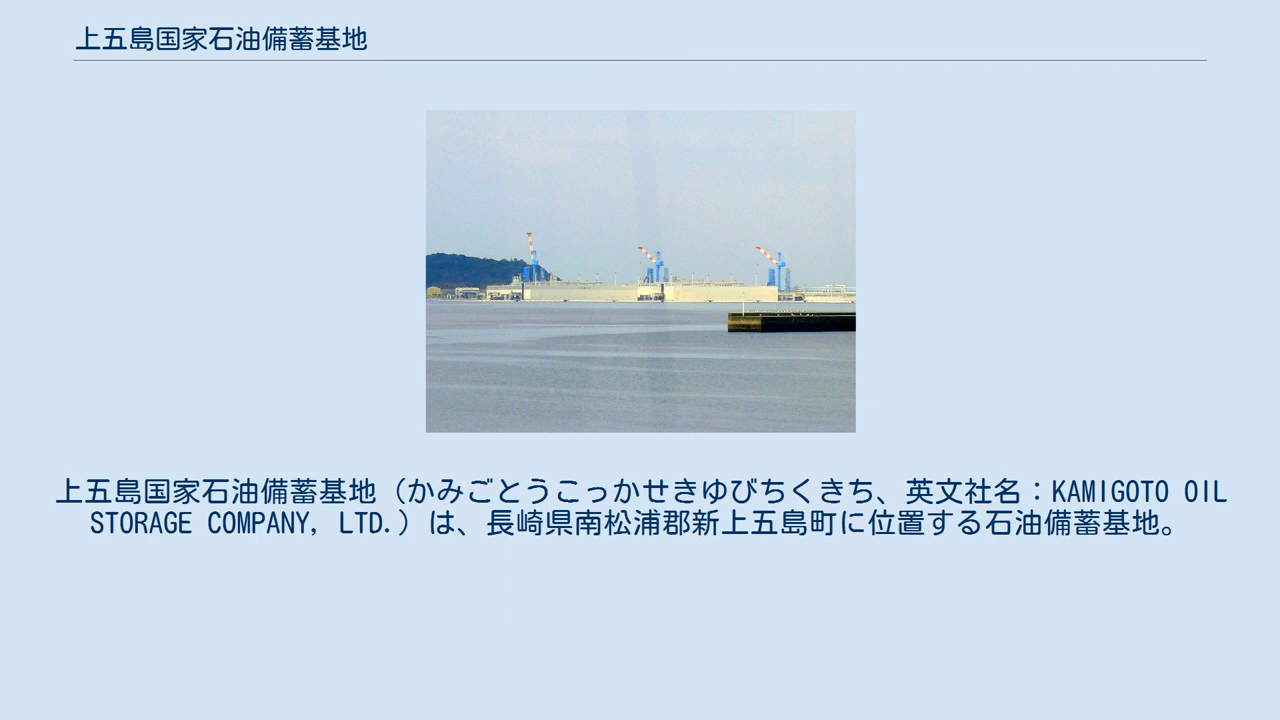 上五島国家石油備蓄基地
上五島国家石油備蓄基地（かみごとうこっかせきゆびちくきち、英文社名：KAMIGOTO OIL
STORAGE COMPANY, LTD.）は、長崎県南松浦郡新上五島町に位置する石油備蓄基地。